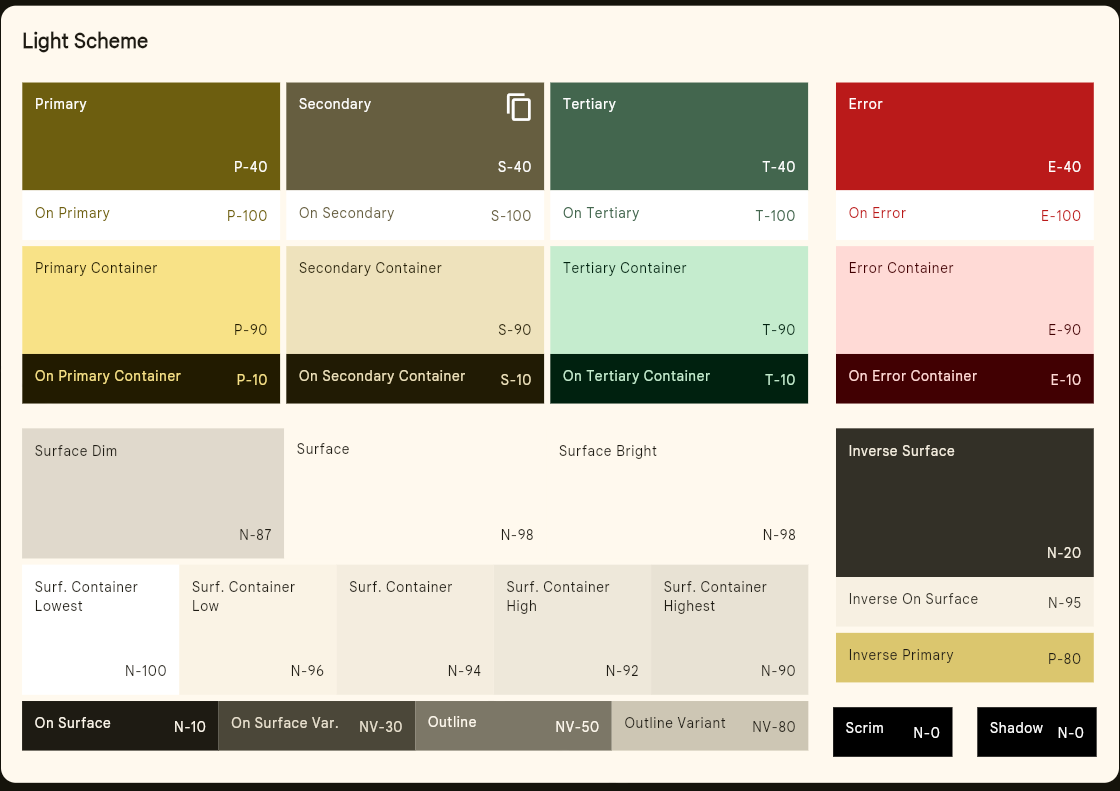 Light Scheme
Primary
P-40
Secondary
S-40
Tertiary
T-40
Error
E-40
On Primary
P-100
On Secondary
S-100
On Tertiary
T-100
On Error
E-100
Primary Container
P-90
Secondary Container
S-90
Tertiary Container
T-90
Error Container
E-90
On Primary Container
P-10
On Secondary Container
S-10
On Tertiary Container
T-10
On Error Container
E-10
Surface Dim
N-87
Surface
N-98
Surface Bright
N-98
Inverse Surface
N-20
Surf. Container
Lowest
N-100
Surf. Container
Low
N-96
Surf. Container
N-94
Surf. Container
High
N-92
Surf. Container
Highest
N-90
Inverse On Surface
N-95
Inverse Primary
P-80
On Surface
N-10
On Surface Var.
NV-30
Outline
NV-50
Outline Variant
NV-80
Scrim
N-0
Shadow
N-0